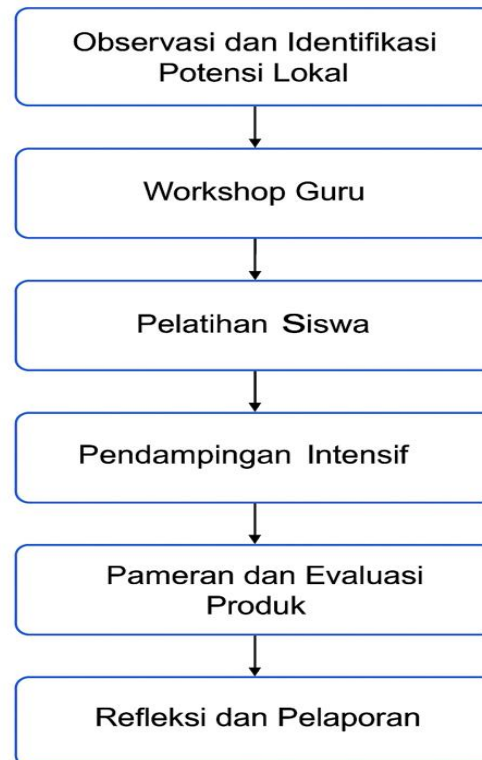 Observasi dan Identifikasi
Potensi Lokal
Workshop Guru
Pelatihan Siswa
Pendampingan Intensif
Pameran dan Evaluasi
Produk
Refleksi dan Pelaporan